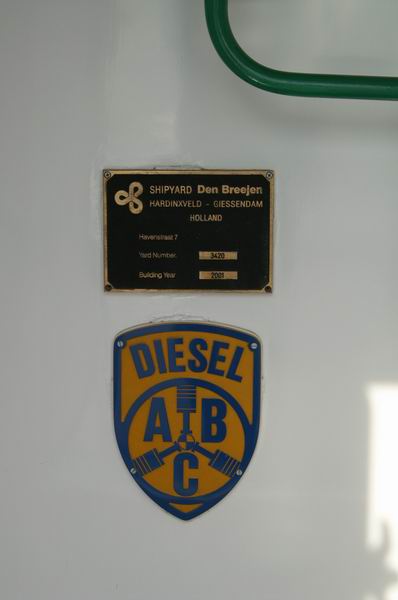 SHIPYARD Den Breejen
HARDINXVELD - GIESSENDAM
HOLLAND
Havenstraat 7
Yard Number. 3420
Building Year 2001
DIESEL
A B
C